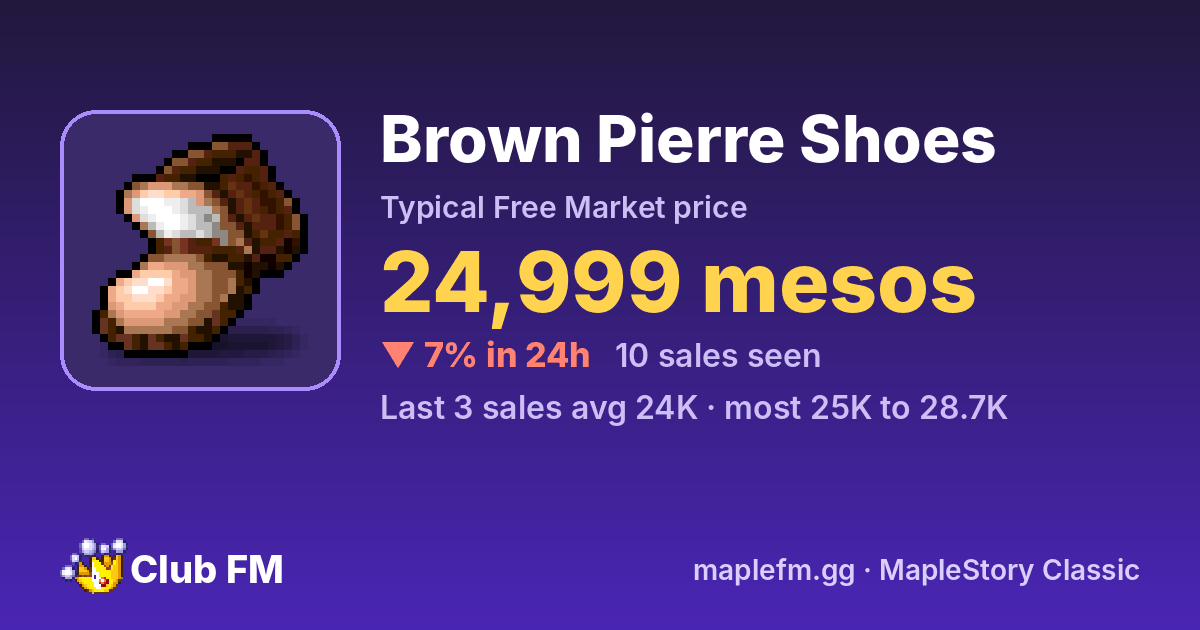 Brown Pierre Shoes
Typical Free Market price
24,999 mesos
▼ 7% in 24h 10 sales seen
Last 3 sales avg 24K · most 25K to 28.7K
Club FM
maplefm.gg · MapleStory Classic